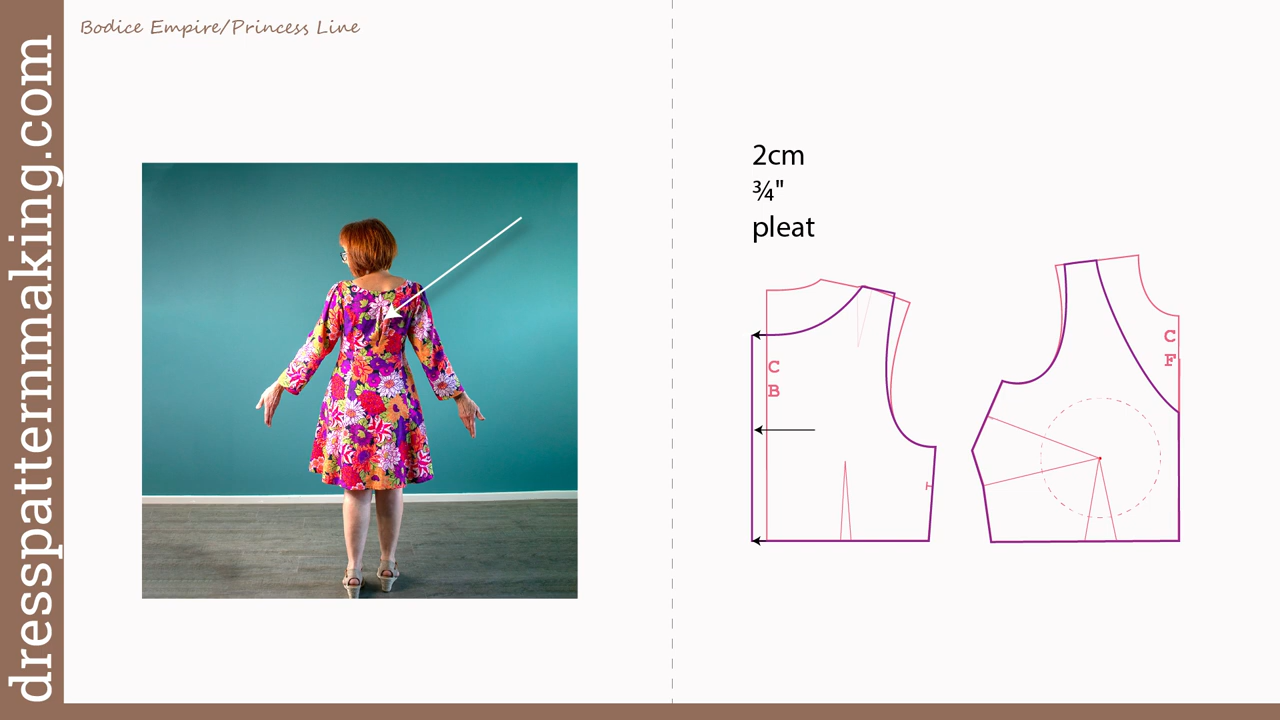 dresspatternmaking.com
Bodice Empire/Princess Line
2cm
¾"
pleat
C
B
C
F
H